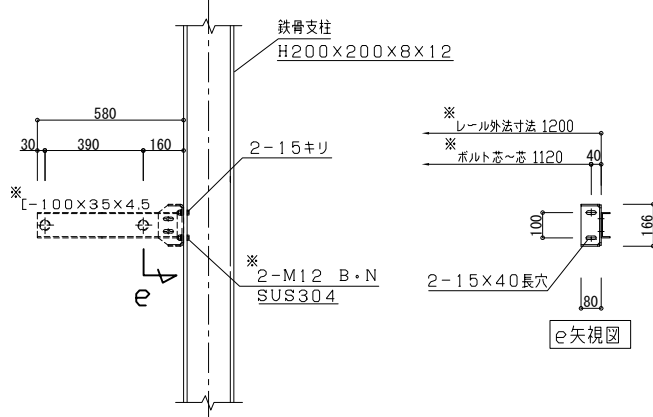 鉄骨支柱
H200×200×8×12
580
30
390
160
2-15キリ
※
[-100×35×4.5
※
2-M12 B・N
SUS304
e
※
レール外法寸法 1200
※
ボルト芯～芯 1120
40
100
166
2-15×40長穴
80
e矢視図